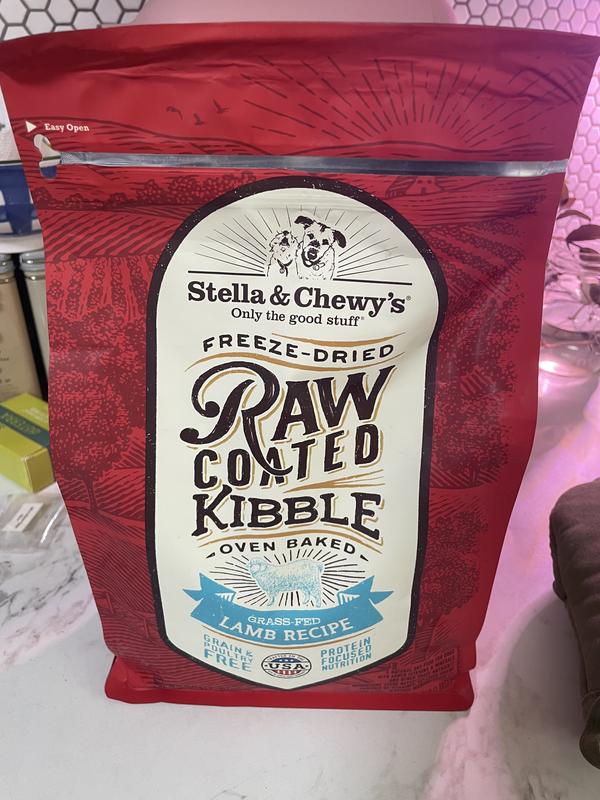 Easy Open
Stella & Chewy's®
Only the good stuff®
FREEZE-DRIED
RAW
COATED
KIBBLE
OVEN BAKED
GRASS-FED
LAMB RECIPE
GRAIN &
POULTRY
FREE
USA
PROTEIN
FOCUSED
NUTRITION